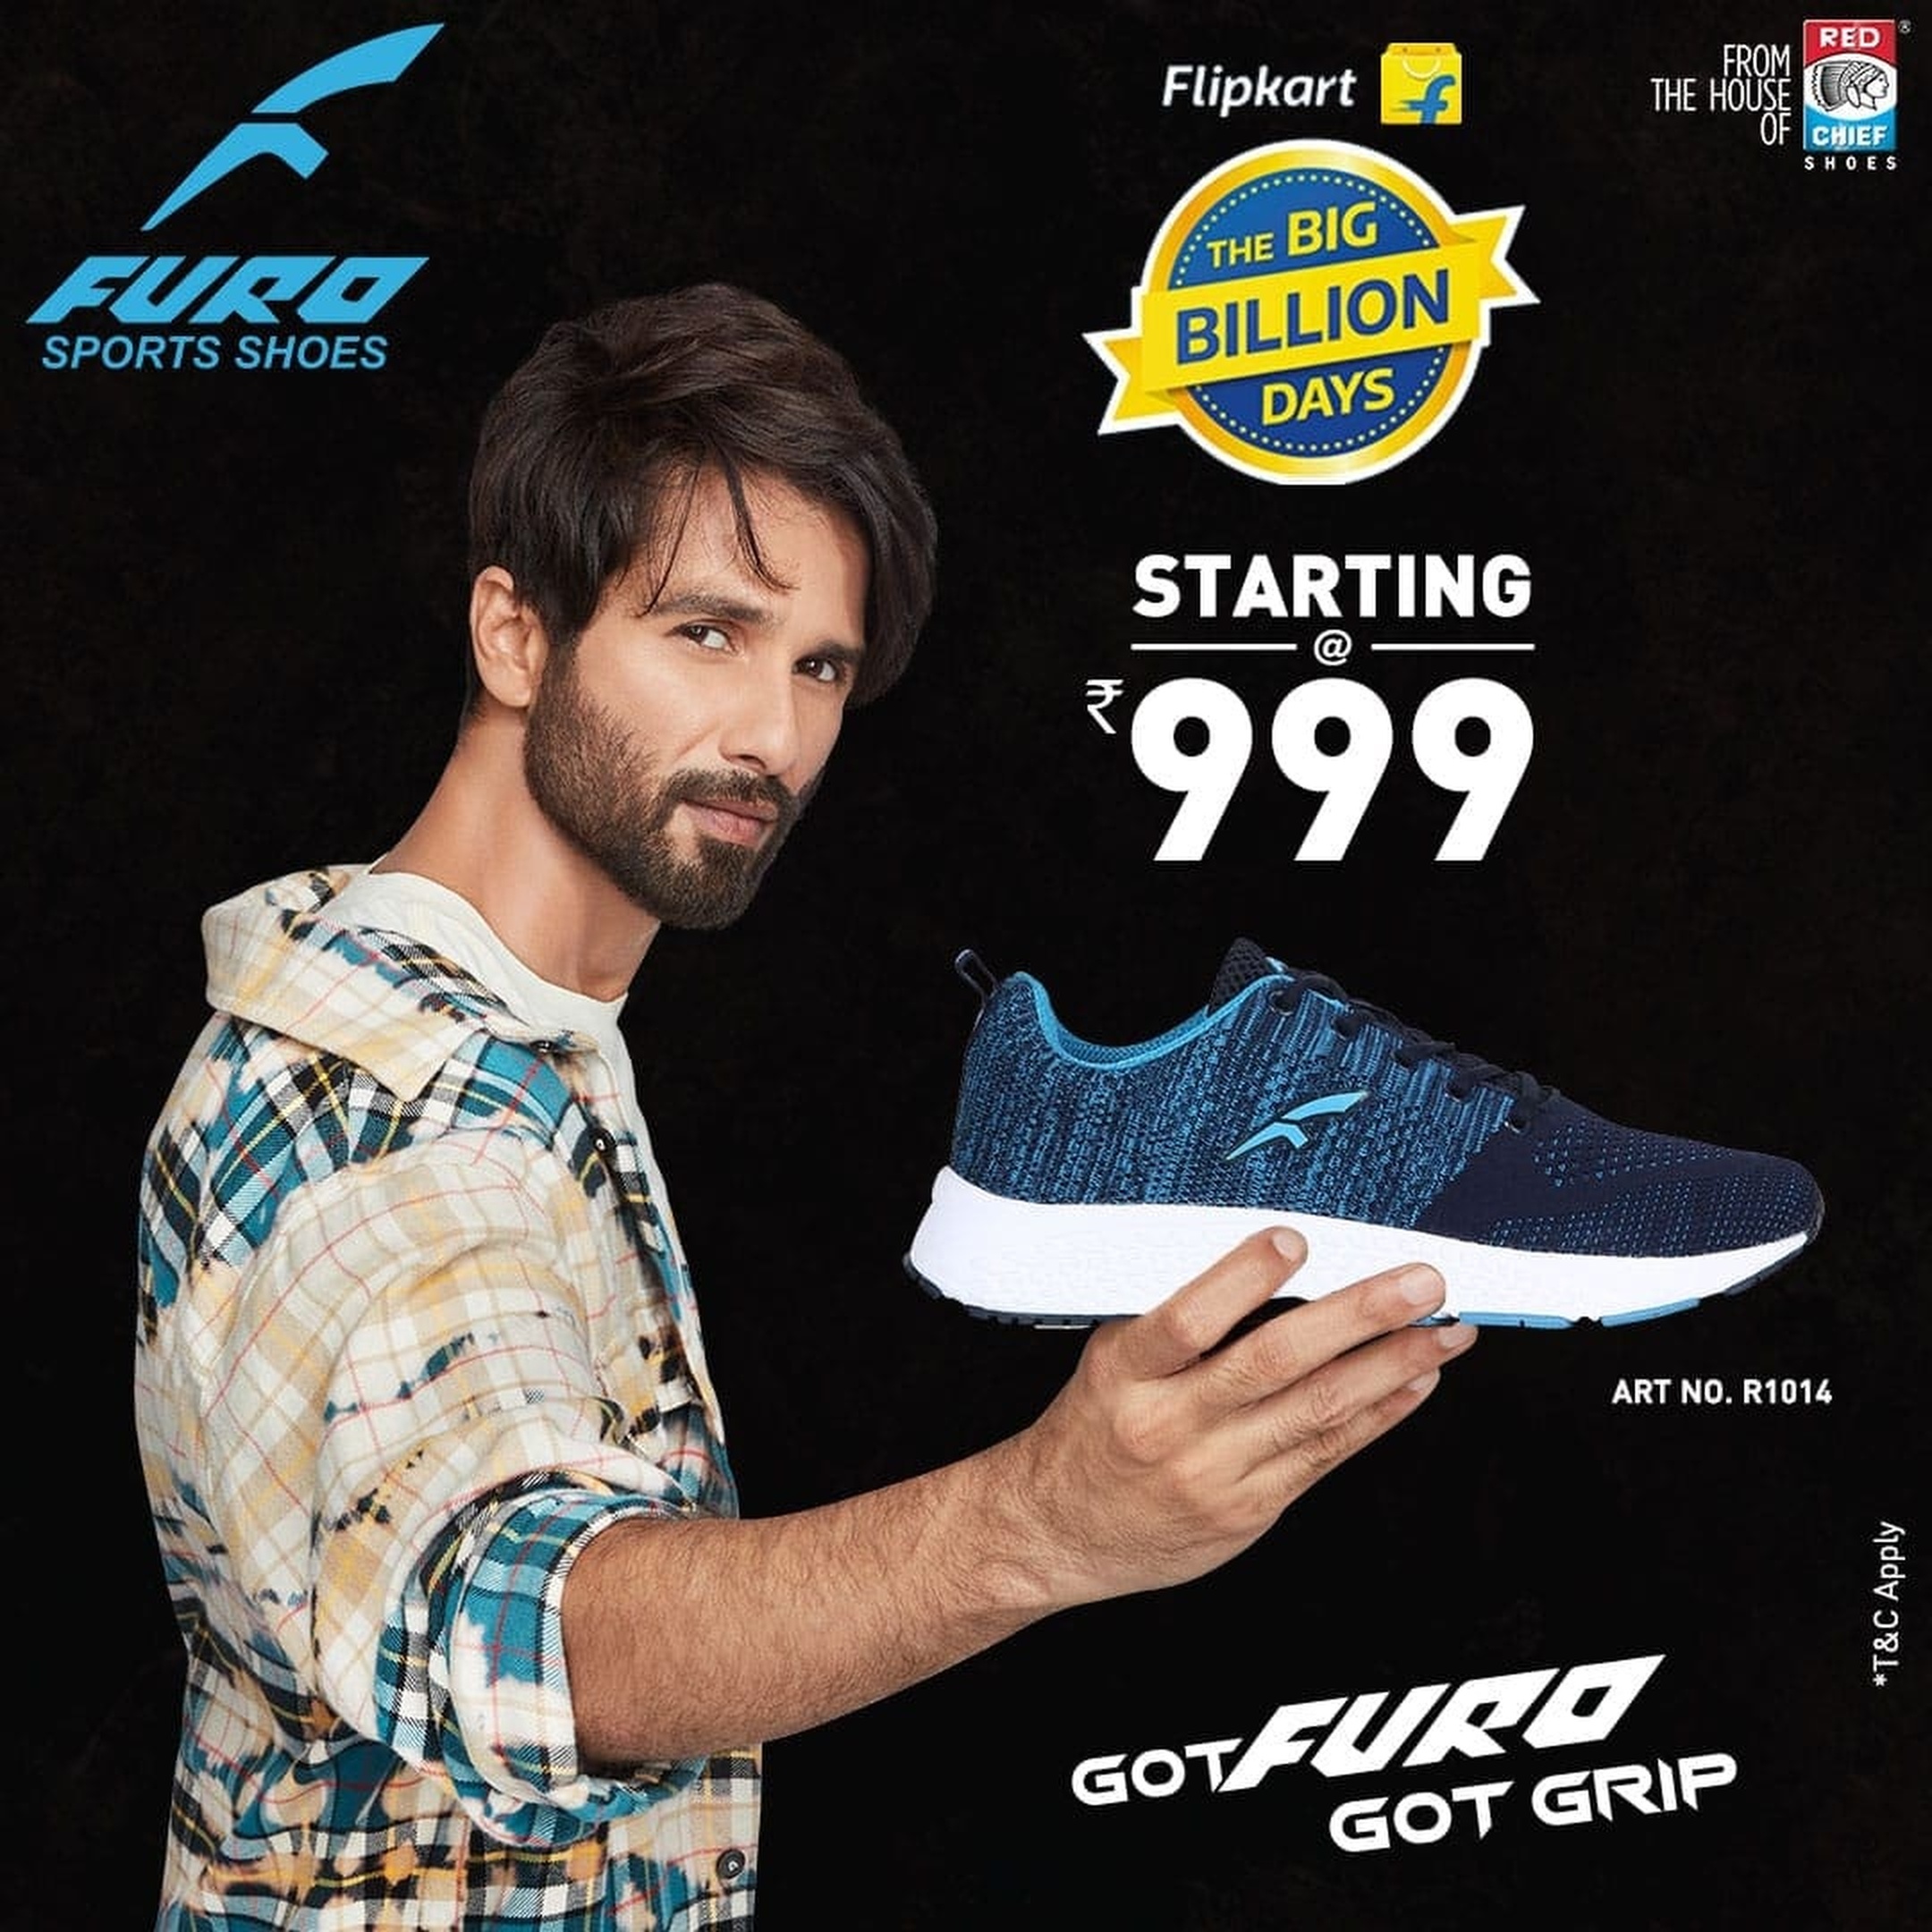 FURO
SPORTS SHOES
Flipkart
THE BIG
BILLION
DAYS
FROM
THE HOUSE
OF
RED
CHIEF
SHOES
®
STARTING
@
₹999
ART NO. R1014
*T&C Apply
GOT FURO
GOT GRIP